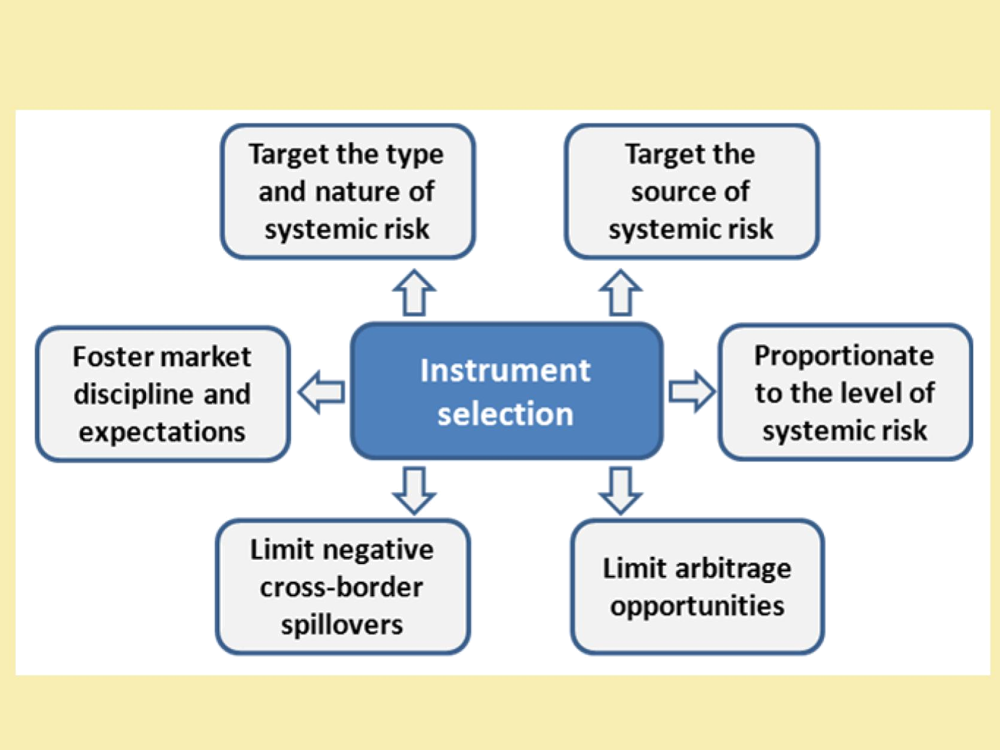 Target the type
and nature of
systemic risk
Target the
source of
systemic risk
Foster market
discipline and
expectations
Instrument
selection
Proportionate
to the level of
systemic risk
Limit negative
cross-border
spillovers
Limit arbitrage
opportunities